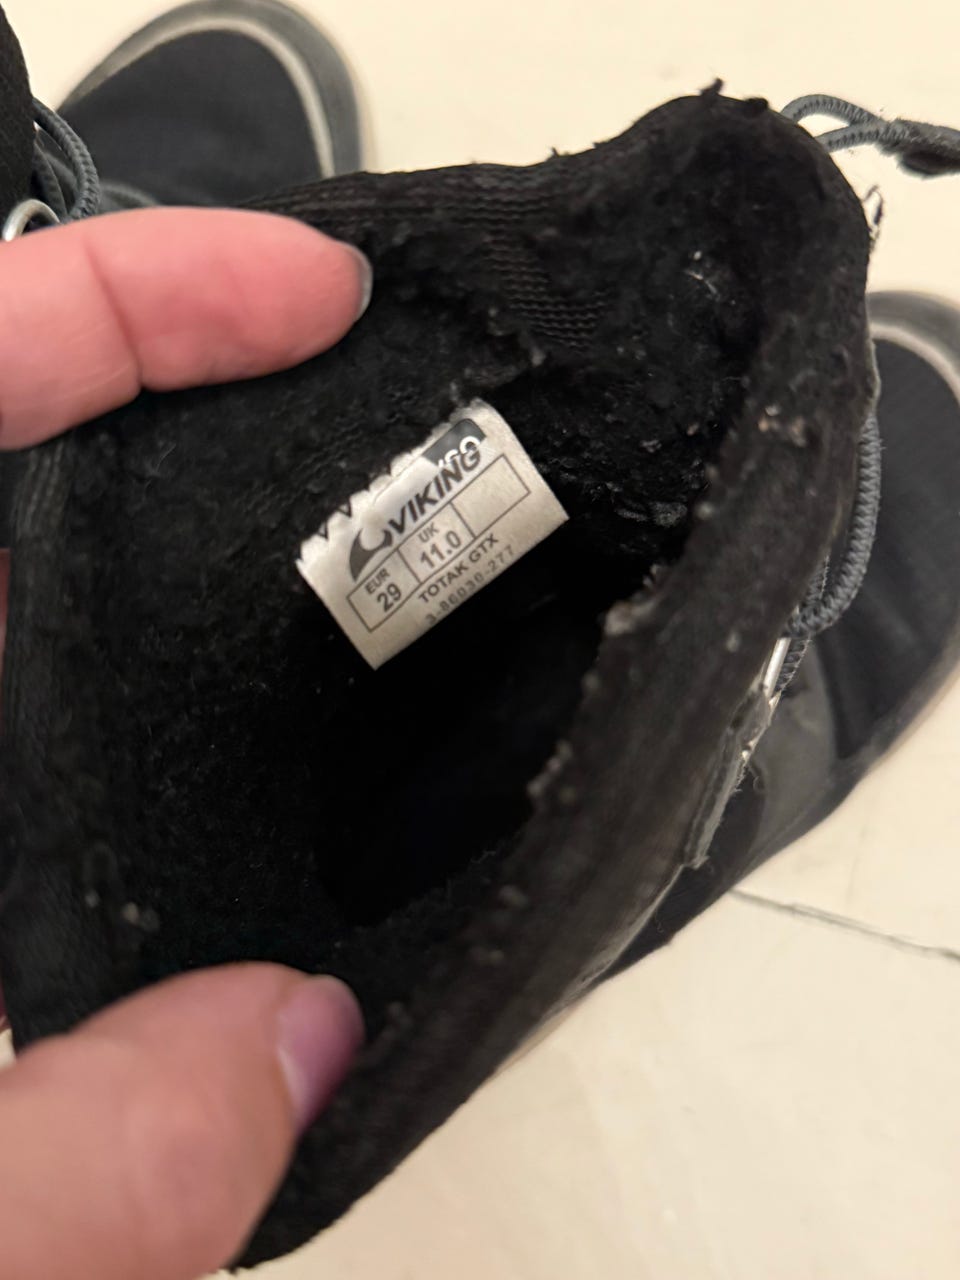 VIKING
EUR
29
UK
11.0
TOTAK GTX
3-86030-277